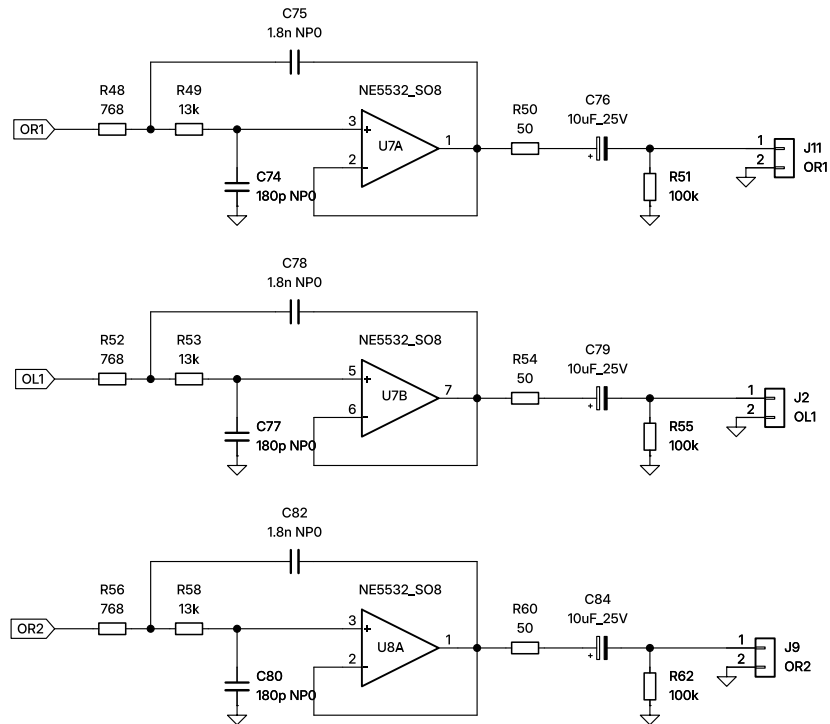 C75
1.8n NP0
NE5532_SO8
R48
768
R49
13k
OR1
3
+
U7A
1
2
-
C74
180p NP0
R50
50
C76
10uF_25V
+
R51
100k
1
2
J11
OR1
C78
1.8n NP0
NE5532_SO8
R52
768
R53
13k
OL1
5
+
U7B
7
6
-
C77
180p NP0
R54
50
C79
10uF_25V
+
R55
100k
1
2
J2
OL1
C82
1.8n NP0
NE5532_SO8
R56
768
R58
13k
OR2
3
+
U8A
1
2
-
C80
180p NP0
R60
50
C84
10uF_25V
+
R62
100k
1
2
J9
OR2